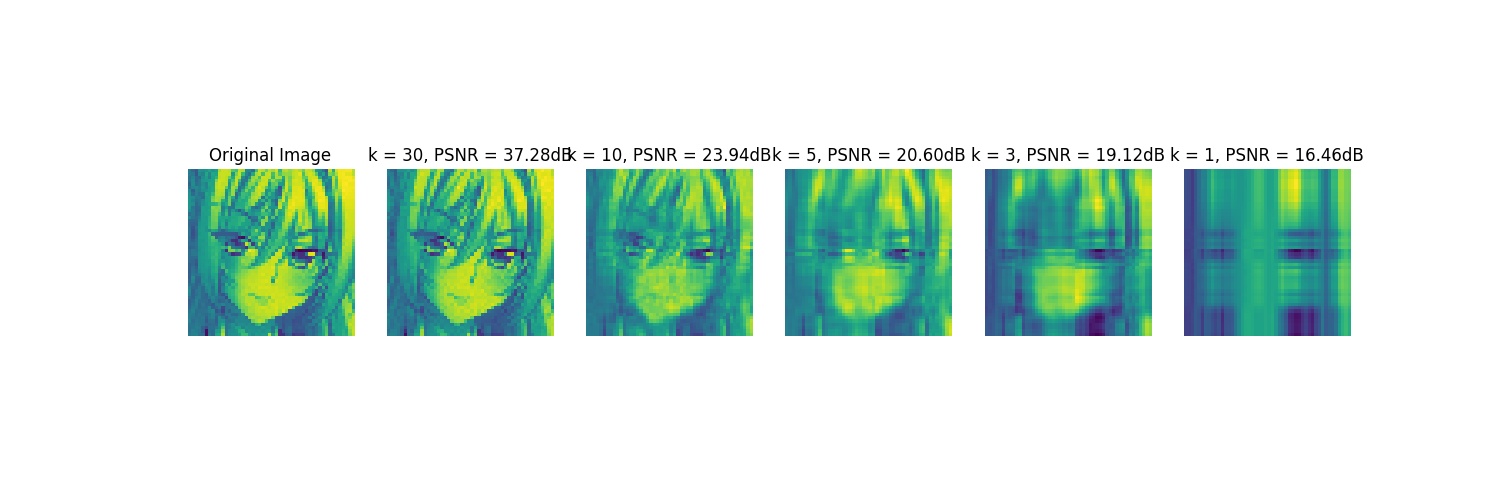 Original Image
k = 30, PSNR = 37.28dB
k = 10, PSNR = 23.94dB
k = 5, PSNR = 20.60dB
k = 3, PSNR = 19.12dB
k = 1, PSNR = 16.46dB